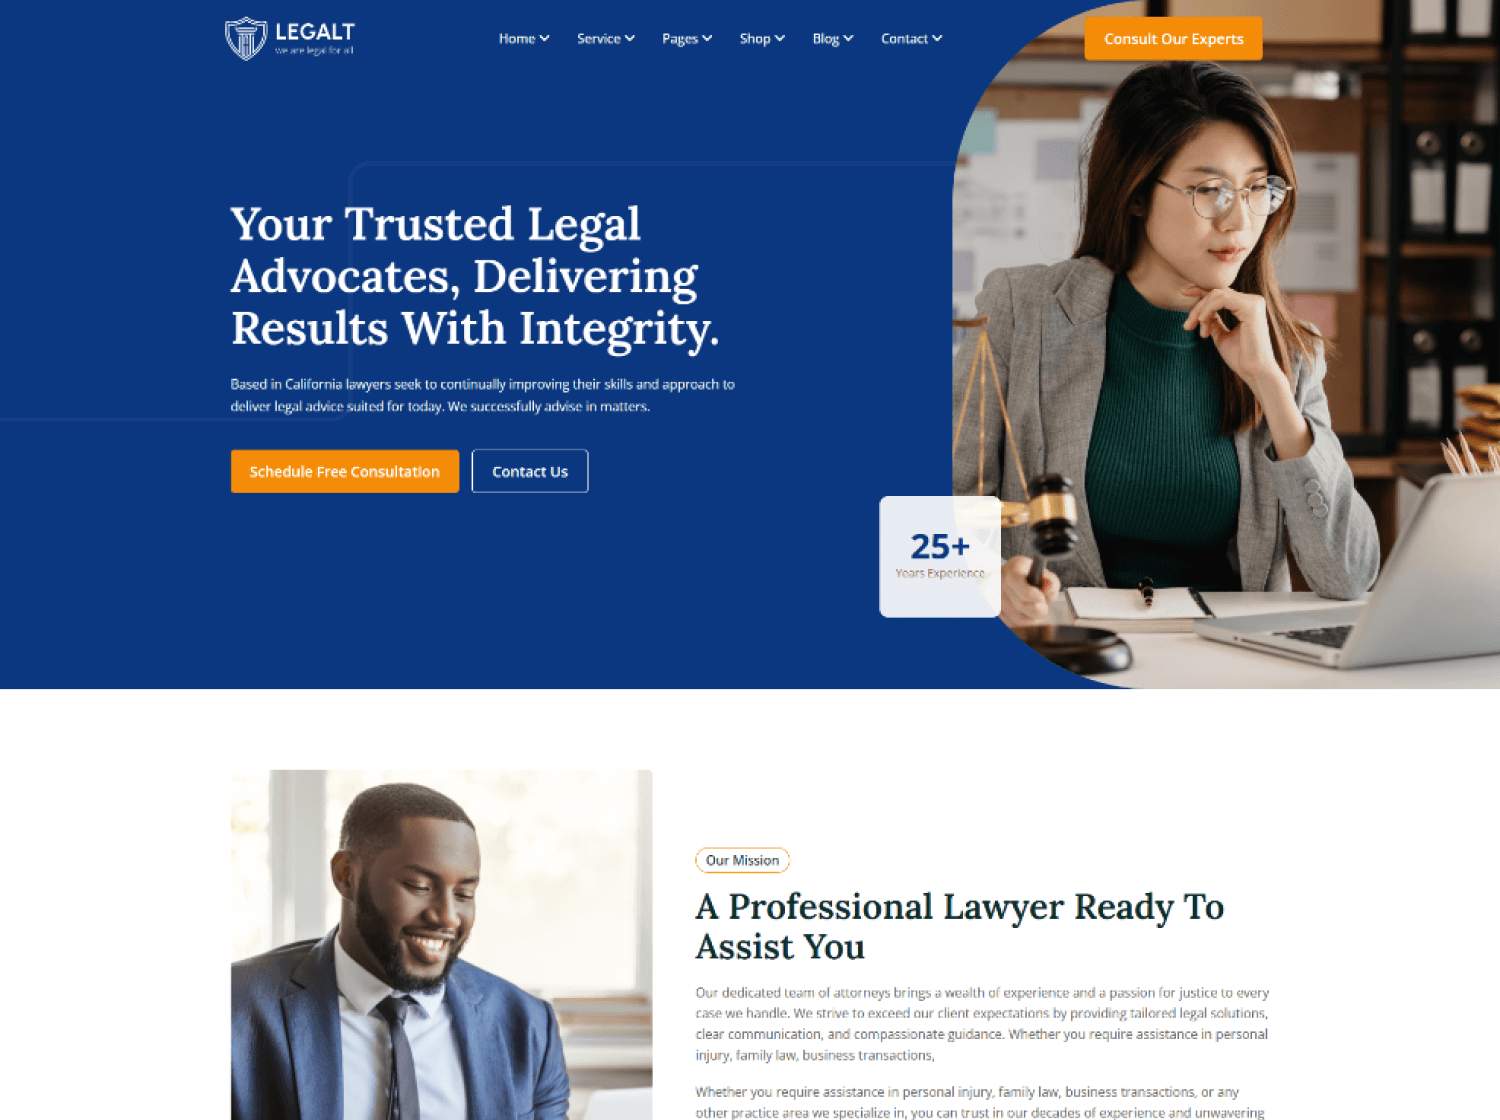 LEGALT
we are legal for all
Home Service Pages Shop Blog Contact
Consult Our Experts
Your Trusted Legal
Advocates, Delivering
Results With Integrity.
Based in California lawyers seek to continually improving their skills and approach to
deliver legal advice suited for today. We successfully advise in matters.
Schedule Free Consultation
Contact Us
25+
Years Experience
Our Mission
A Professional Lawyer Ready To
Assist You
Our dedicated team of attorneys brings a wealth of experience and a passion for justice to every
case we handle. We strive to exceed our client expectations by providing tailored legal solutions,
clear communication, and compassionate guidance. Whether you require assistance in personal
injury, family law, business transactions,
Whether you require assistance in personal injury, family law, business transactions, or any
other practice area we specialize in, you can trust in our decades of experience and unwavering